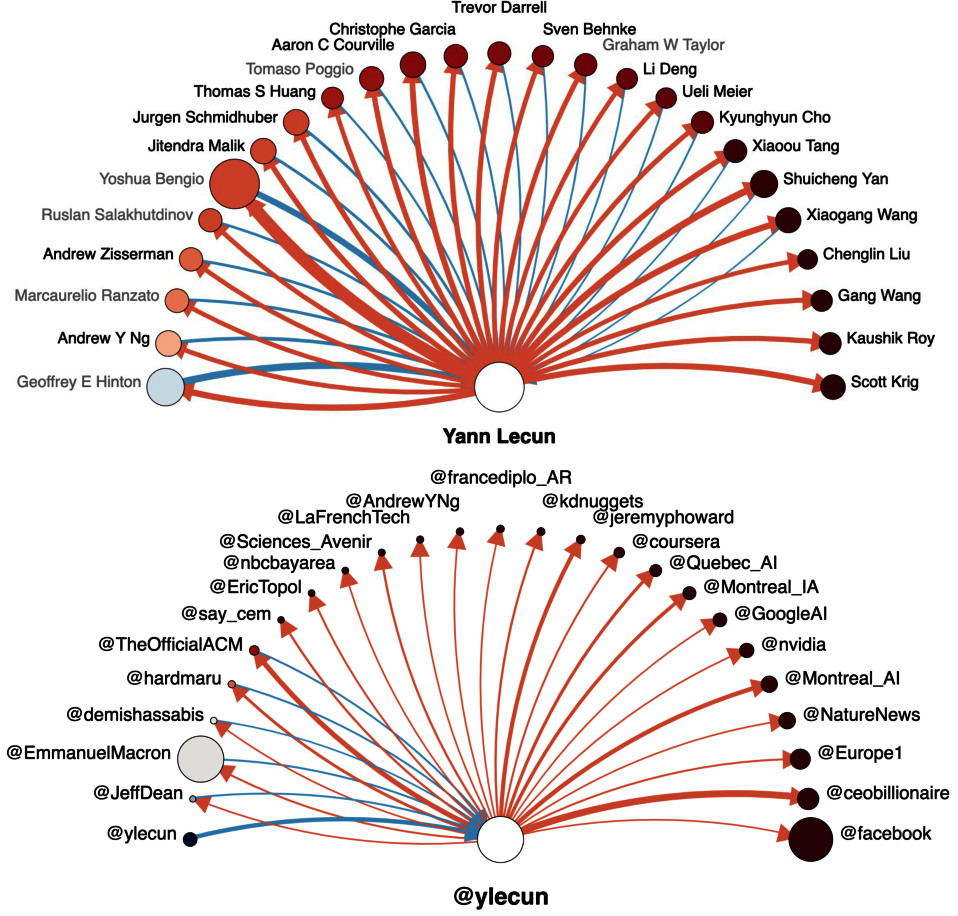 Trevor Darrell
Christophe Garcia
Sven Behnke
Aaron C Courville
Graham W Taylor
Tomaso Poggio
Li Deng
Thomas S Huang
Ueli Meier
Jurgen Schmidhuber
Kyunghyun Cho
Jitendra Malik
Xiaoou Tang
Yoshua Bengio
Shuicheng Yan
Ruslan Salakhutdinov
Xiaogang Wang
Andrew Zisserman
Chenglin Liu
Marcaurelio Ranzato
Gang Wang
Andrew Y Ng
Kaushik Roy
Geoffrey E Hinton
Scott Krig
Yann Lecun
@francediplo_AR
@AndrewYNg
@kdnuggets
@LaFrenchTech
@jeremyphoward
@Sciences_Avenir
@coursera
@nbcbayarea
@Quebec_AI
@EricTopol
@Montreal_IA
@say_cem
@GoogleAI
@TheOfficialACM
@nvidia
@hardmaru
@Montreal_AI
@demishassabis
@NatureNews
@EmmanuelMacron
@Europe1
@JeffDean
@ceobillionaire
@ylecun
@facebook
@ylecun